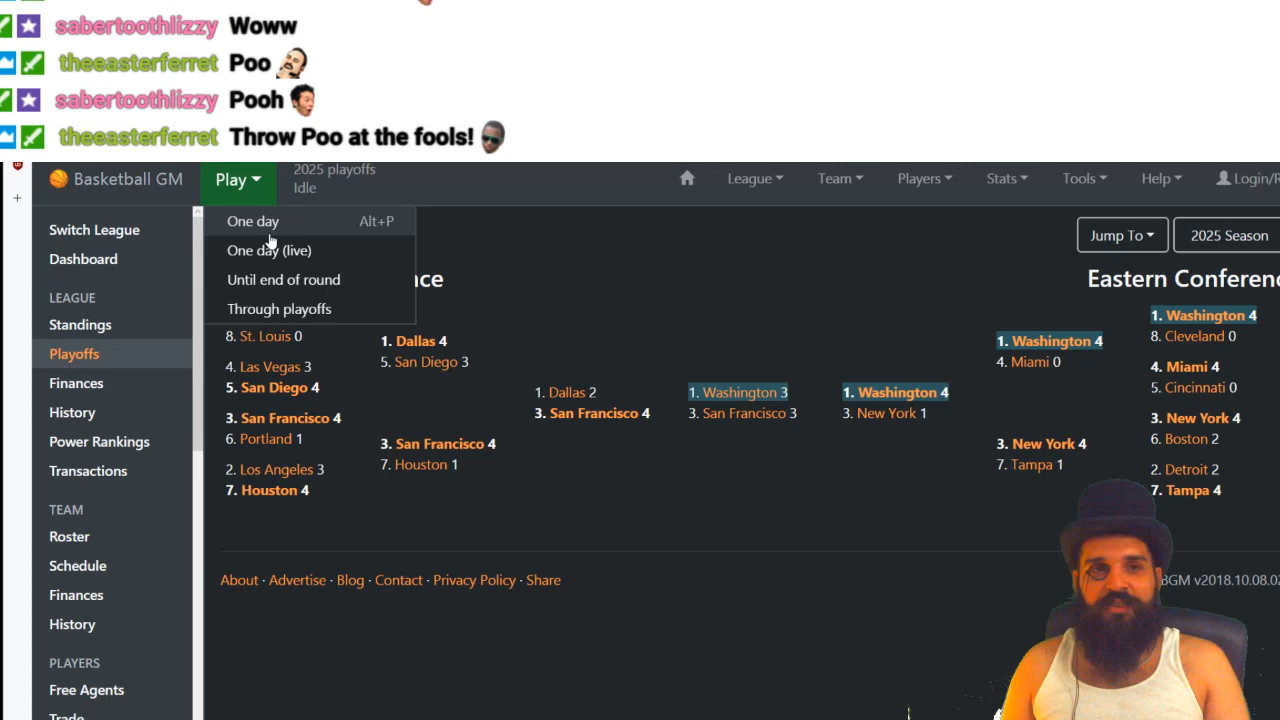 sabertoothlizzy Woww
theeasterferret Poo
sabertoothlizzy Pooh
theeasterferret Throw Poo at the fools!
Basketball GM
Play
2025 playoffs
Idle
League
Team
Players
Stats
Tools
Help
Login/R
Switch League
Dashboard
LEAGUE
Standings
Playoffs
Finances
History
Power Rankings
Transactions
TEAM
Roster
Schedule
Finances
History
PLAYERS
Free Agents
Trade
One day Alt+P
One day (live)
Until end of round
Through playoffs
Jump To
2025 Season
nce
Eastern Conferenc
8. St. Louis 0
4. Las Vegas 3
5. San Diego 4
3. San Francisco 4
6. Portland 1
2. Los Angeles 3
7. Houston 4
1. Dallas 4
5. San Diego 3
3. San Francisco 4
7. Houston 1
1. Dallas 2
3. San Francisco 4
1. Washington 3
3. San Francisco 3
1. Washington 4
3. New York 1
1. Washington 4
4. Miami 0
3. New York 4
7. Tampa 1
1. Washington 4
8. Cleveland 0
4. Miami 4
5. Cincinnati 0
3. New York 4
6. Boston 2
2. Detroit 2
7. Tampa 4
About · Advertise · Blog · Contact · Privacy Policy · Share
BGM v2018.10.08.02